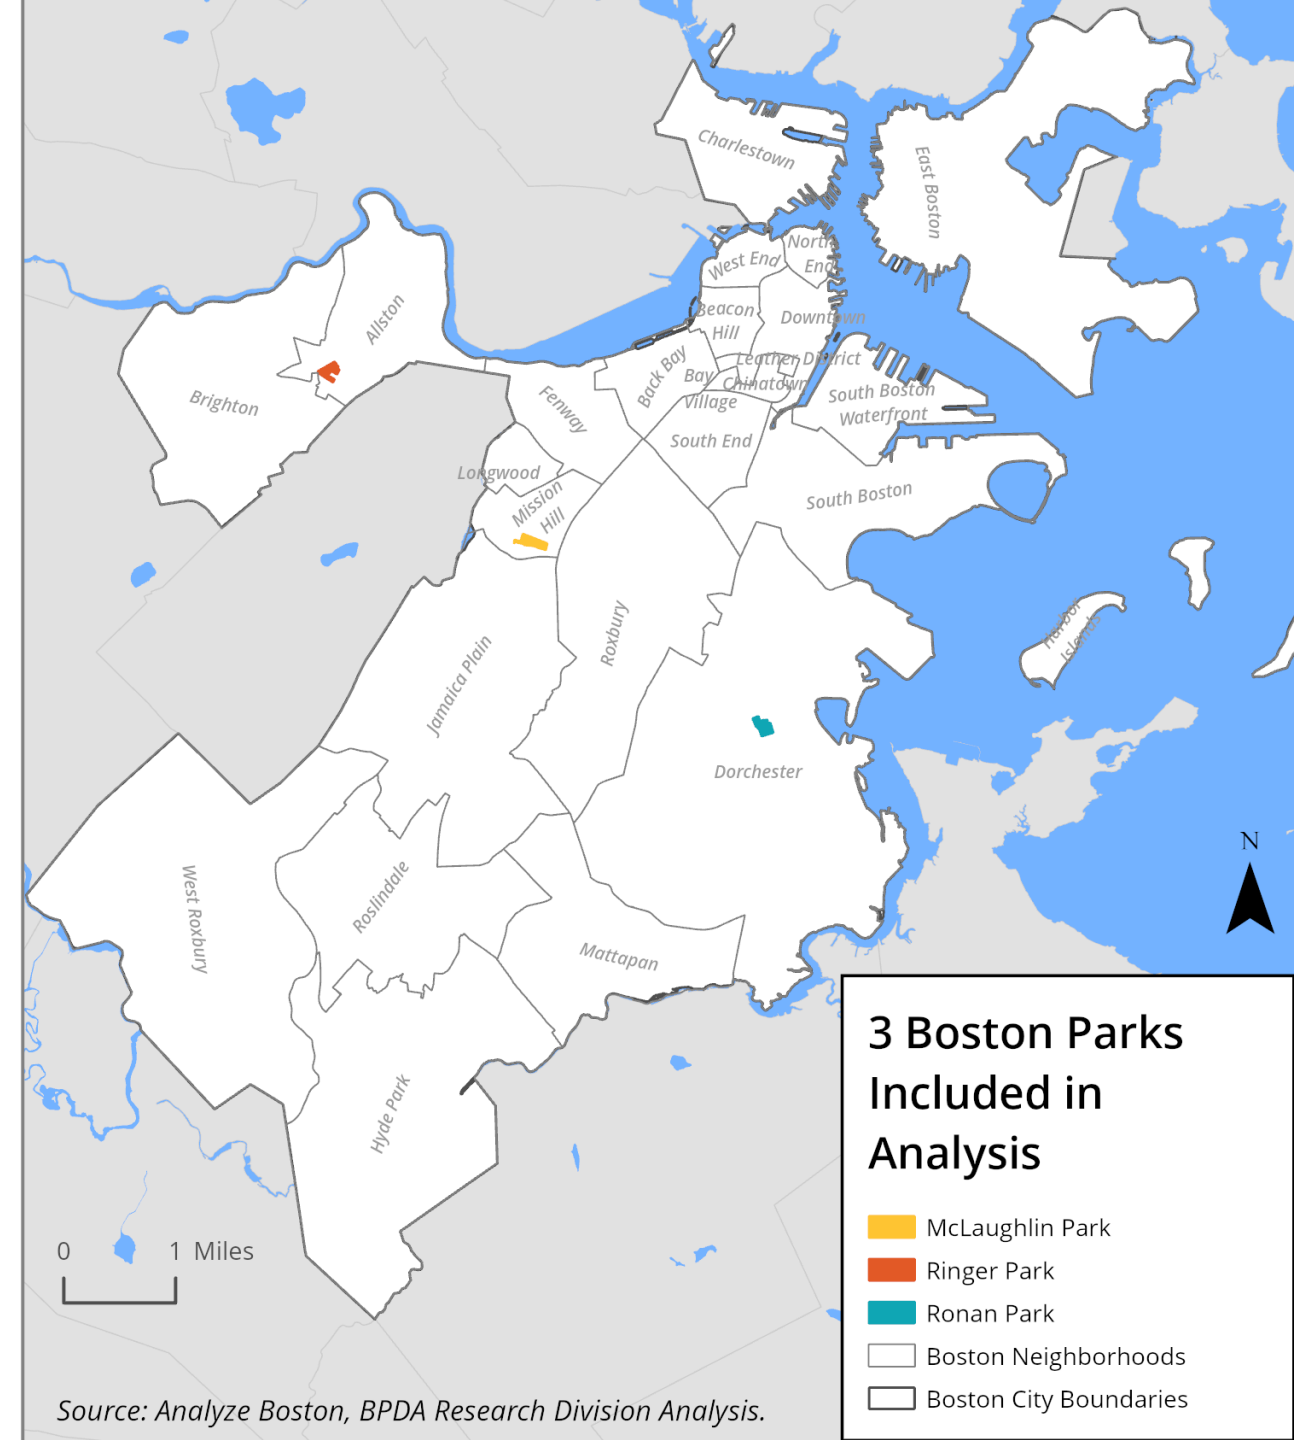 Charlestown
East Boston
North
End
West End
Beacon
Hill
Downtown
Allston
Leather District
Back Bay
Bay
Village
Chinatown
South Boston
Waterfront
Brighton
Fenway
South End
Longwood
South Boston
Mission
Hill
Harbor
Islands
Roxbury
Jamaica Plain
Dorchester
West Roxbury
Roslindale
Mattapan
Hyde Park
N
3 Boston Parks
Included in
Analysis
McLaughlin Park
Ringer Park
Ronan Park
Boston Neighborhoods
Boston City Boundaries
0 1 Miles
Source: Analyze Boston, BPDA Research Division Analysis.